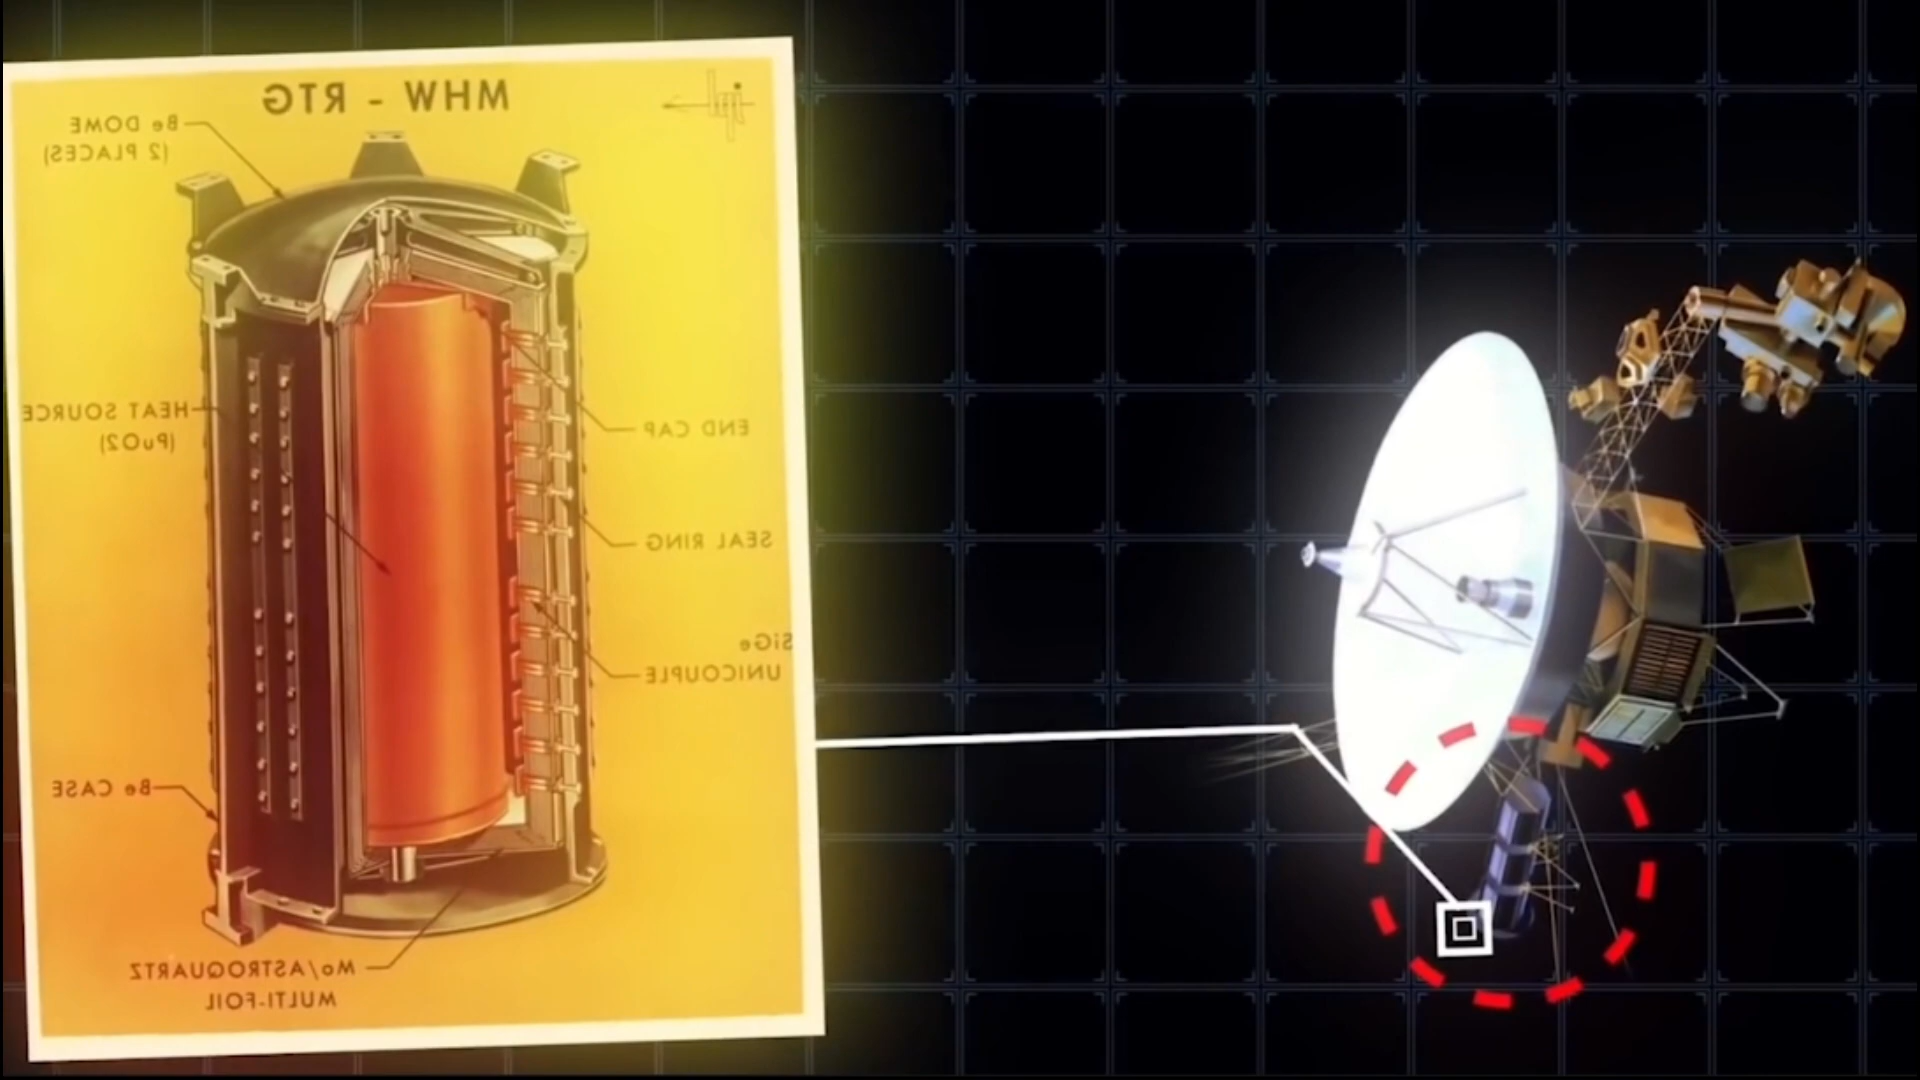 MHW - RTG
Be DOME
(2 PLACES)
HEAT SOURCE
(PuO2)
END CAP
SEAL RING
SiGe
UNICOUPLE
Be CASE
Mo/ASTROQUARTZ
MULTI-FOIL